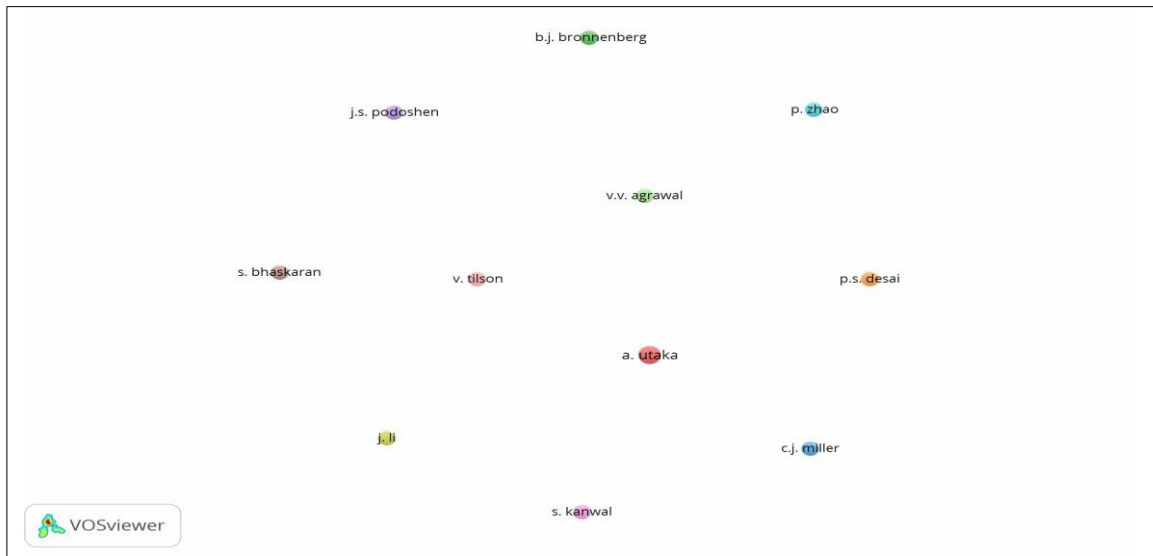 b.j. bronnenberg
j.s. podoshen
p. zhao
v.v. agrawal
s. bhaskaran
v. tilson
p.s. desai
a. utaka
j. li
c.j. miller
s. kanwal
VOSviewer